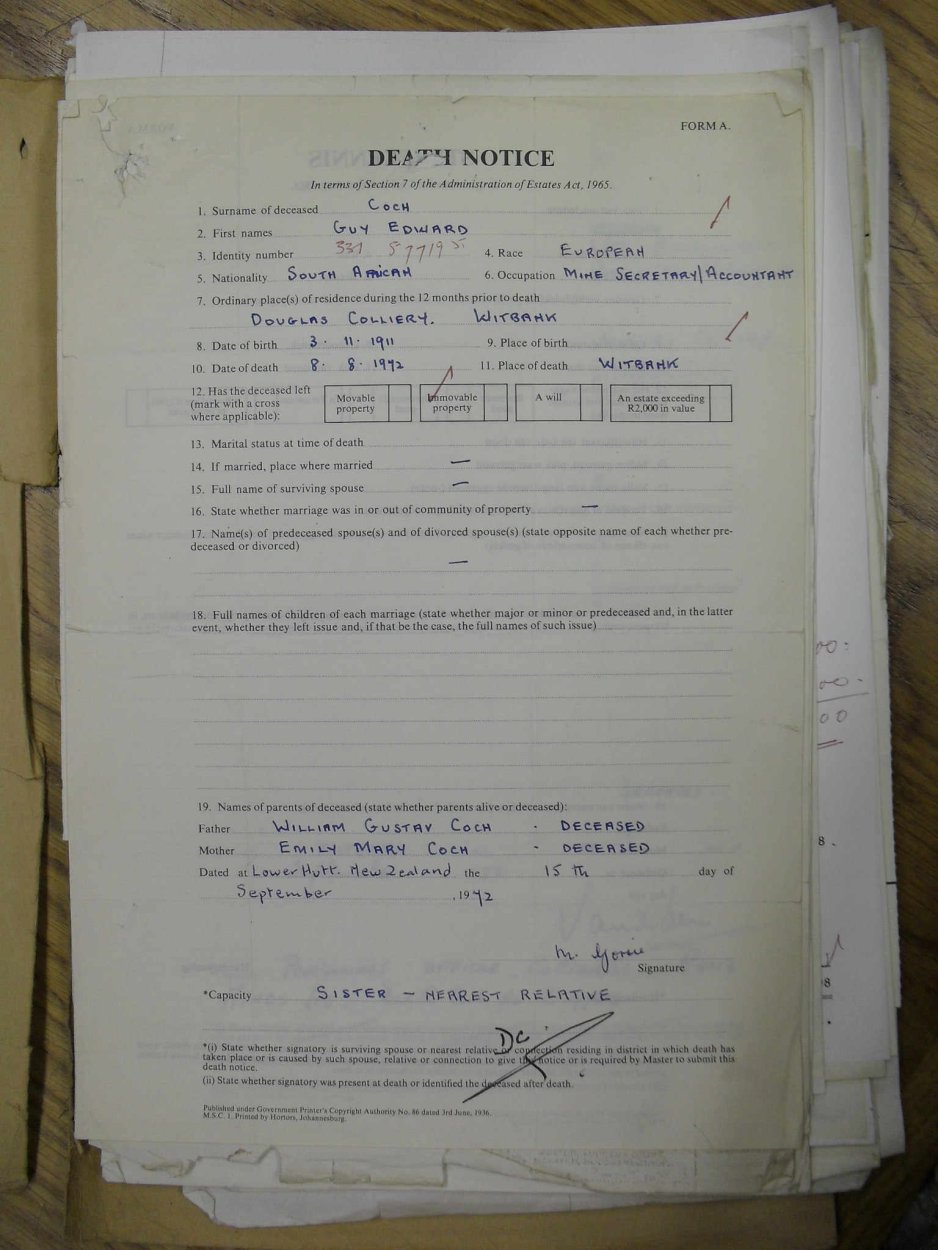 FORM A.
DEATH NOTICE
In terms of Section 7 of the Administration of Estates Act, 1965.
1. Surname of deceased COCH
2. First names GUY EDWARD
3. Identity number 331 577195 4. Race EUROPEAN
5. Nationality SOUTH AFRICAN 6. Occupation MINE SECRETARY/ACCOUNTANT
7. Ordinary place(s) of residence during the 12 months prior to death
DOUGLAS COLLIERY. WITBANK
8. Date of birth 3. 11. 1911 9. Place of birth
10. Date of death 8. 8. 1972 11. Place of death WITBANK
12. Has the deceased left
(mark with a cross
where applicable):
Movable property
Immovable property
A will
An estate exceeding R2,000 in value
13. Marital status at time of death
14. If married, place where married —
15. Full name of surviving spouse —
16. State whether marriage was in or out of community of property —
17. Name(s) of predeceased spouse(s) and of divorced spouse(s) (state opposite name of each whether pre-
deceased or divorced)
—
18. Full names of children of each marriage (state whether major or minor or predeceased and, in the latter
event, whether they left issue and, if that be the case, the full names of such issue)
19. Names of parents of deceased (state whether parents alive or deceased):
Father WILLIAM GUSTAV COCH - DECEASED
Mother EMILY MARY COCH - DECEASED
Dated at Lower Hutt. New Zealand the 15th day of
September, 1972
M.
Signature
*Capacity SISTER – NEAREST RELATIVE
DC
*(i) State whether signatory is surviving spouse or nearest relative or connection residing in district in which death has
taken place or is caused by such spouse, relative or connection to give this notice or is required by Master to submit this
death notice.
(ii) State whether signatory was present at death or identified the deceased after death.
Published under Government Printer's Copyright Authority No. 86 dated 3rd June, 1936.
M.S.C. 1. Printed by Hortors, Johannesburg.